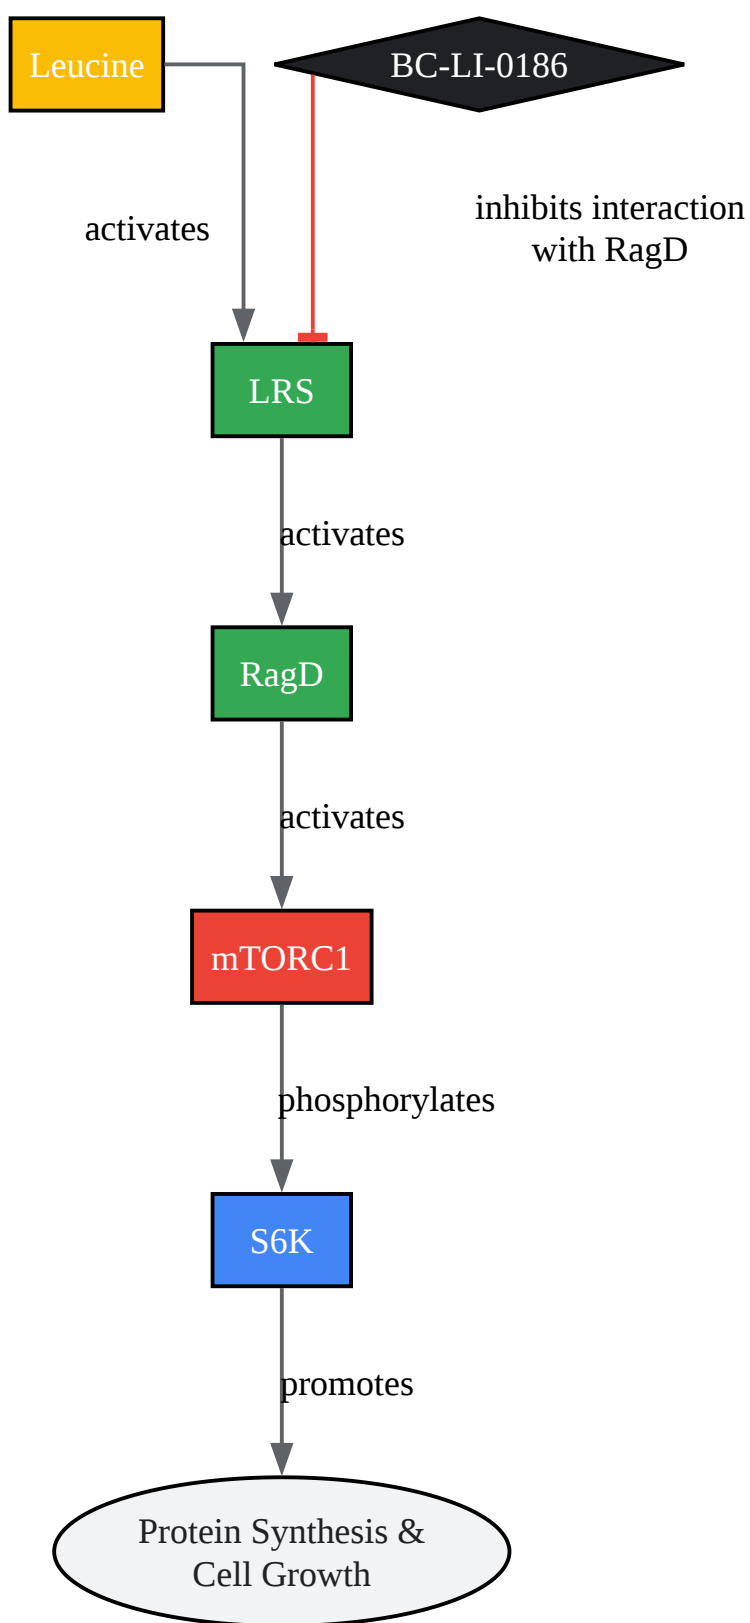 Leucine
BC-LI-0186
activates
inhibits interaction
with RagD
LRS
activates
RagD
activates
mTORC1
phosphorylates
S6K
promotes
Protein Synthesis &
Cell Growth